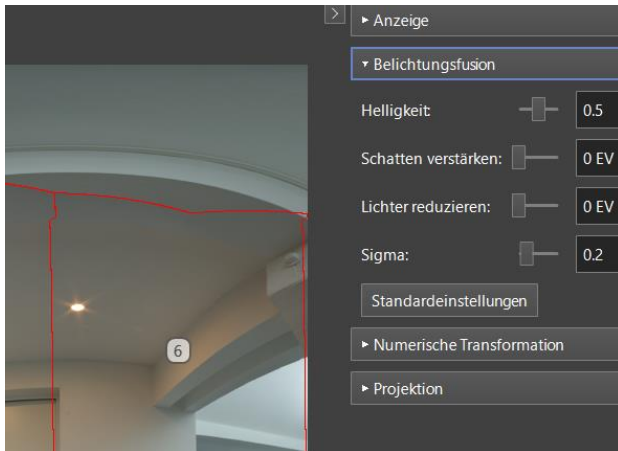 Anzeige
Belichtungsfusion
Helligkeit:
0.5
Schatten verstärken:
0 EV
Lichter reduzieren:
0 EV
Sigma:
0.2
Standardeinstellungen
6
Numerische Transformation
Projektion